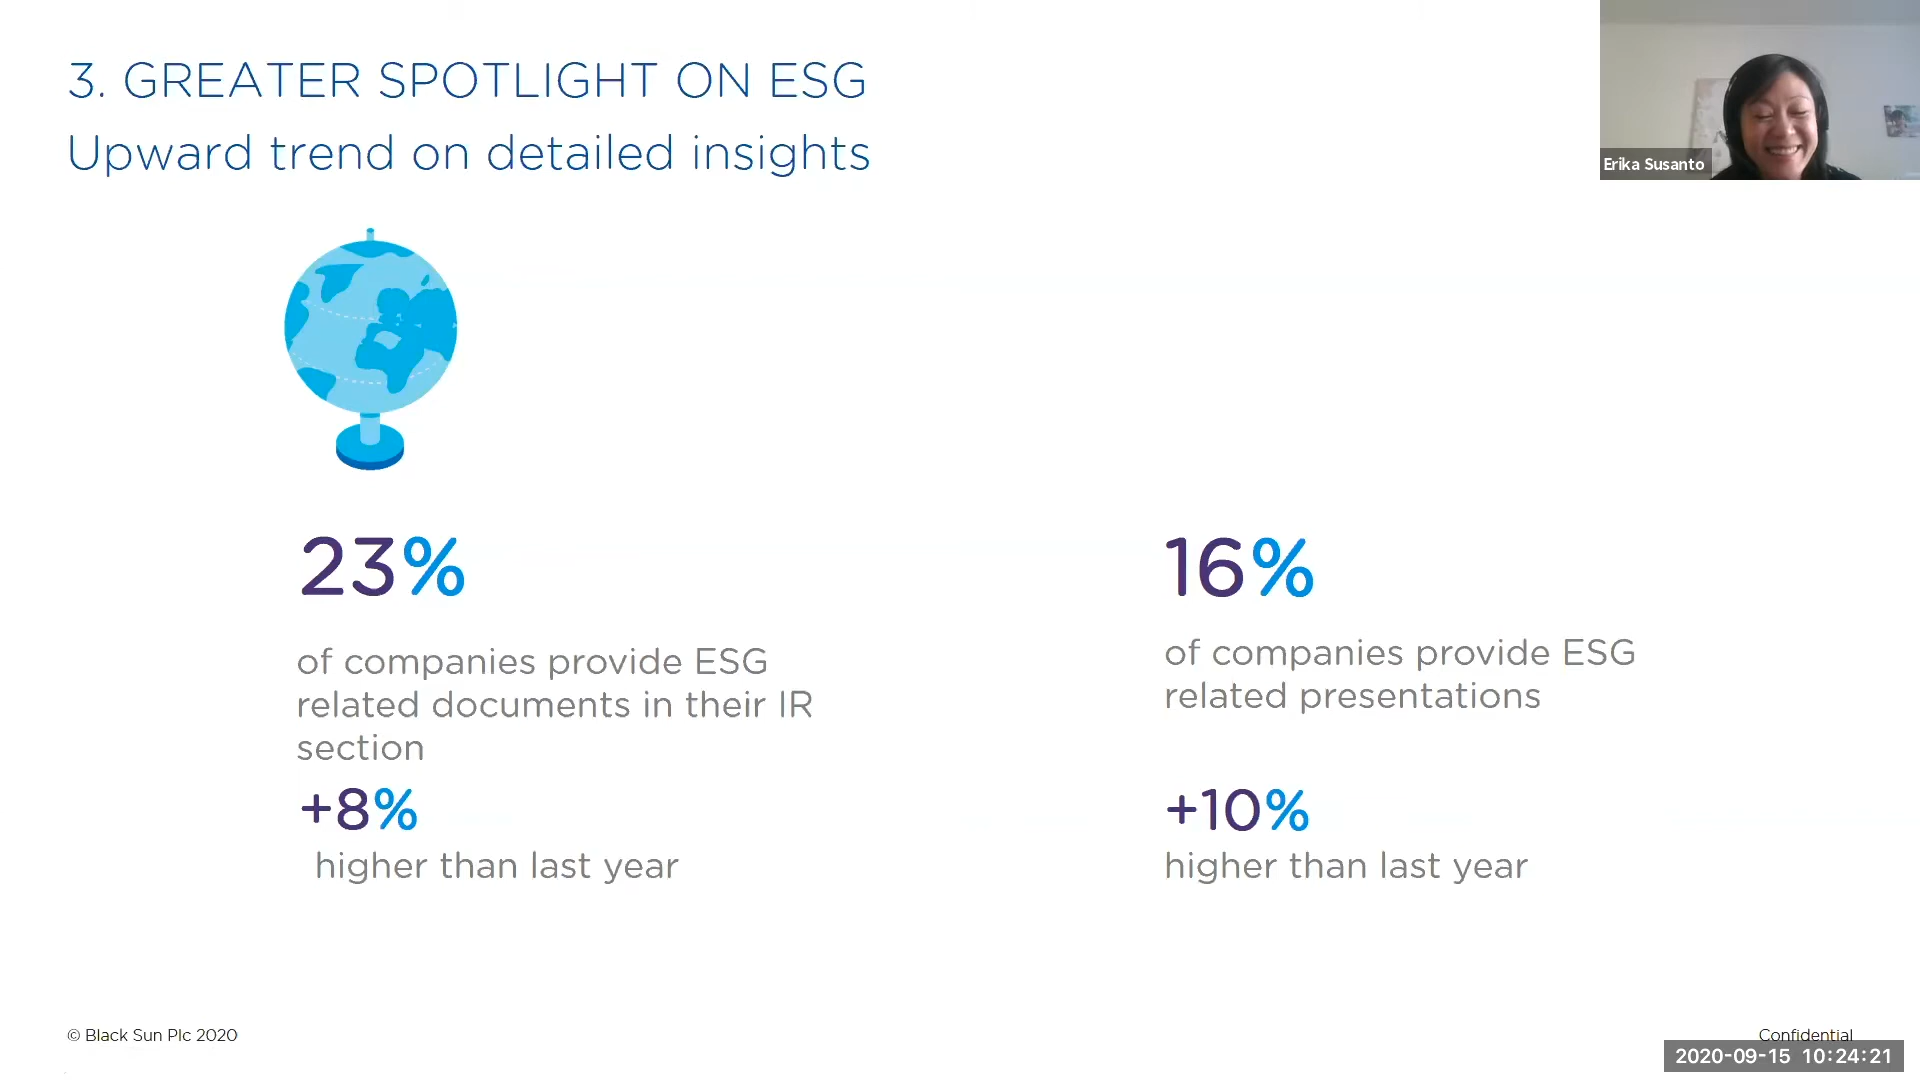 3. GREATER SPOTLIGHT ON ESG
Upward trend on detailed insights
Erika Susanto
23%
of companies provide ESG
related documents in their IR
section
+8%
higher than last year
16%
of companies provide ESG
related presentations
+10%
higher than last year
© Black Sun Plc 2020
Confidential
2020-09-15 10:24:21